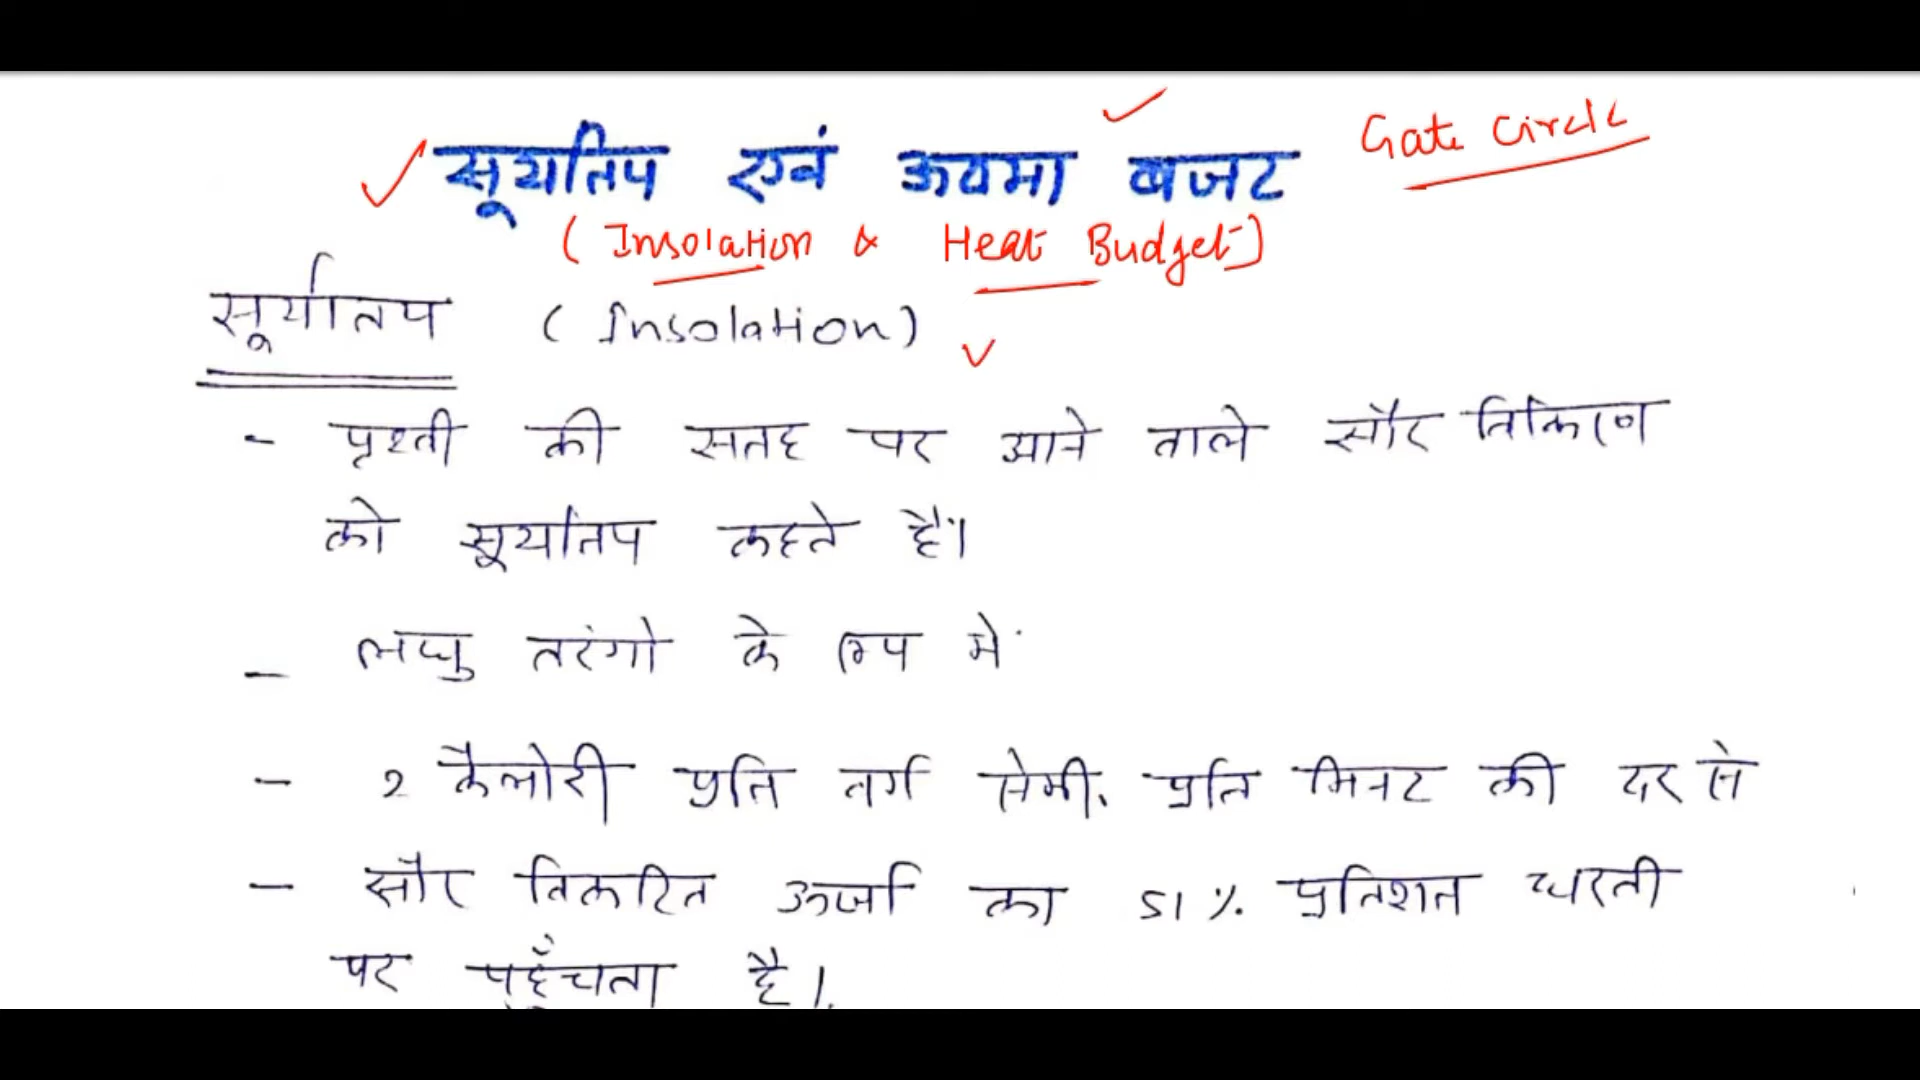 सूर्यातप एवं ऊष्मा बजट Gate Circle
(Insolation & Heat Budget)
सूर्यातप (Insolation)
- पृथ्वी की सतह पर आने वाले सौर विकिरण
को सूर्यातप कहते हैं।
- लघु तरंगो के रूप में
- 2 कैलोरी प्रति वर्ग सेमी. प्रति मिनट की दर से
- सौर विकिरित ऊर्जा का 51% प्रतिशत धरती
पर पहुँचता है।